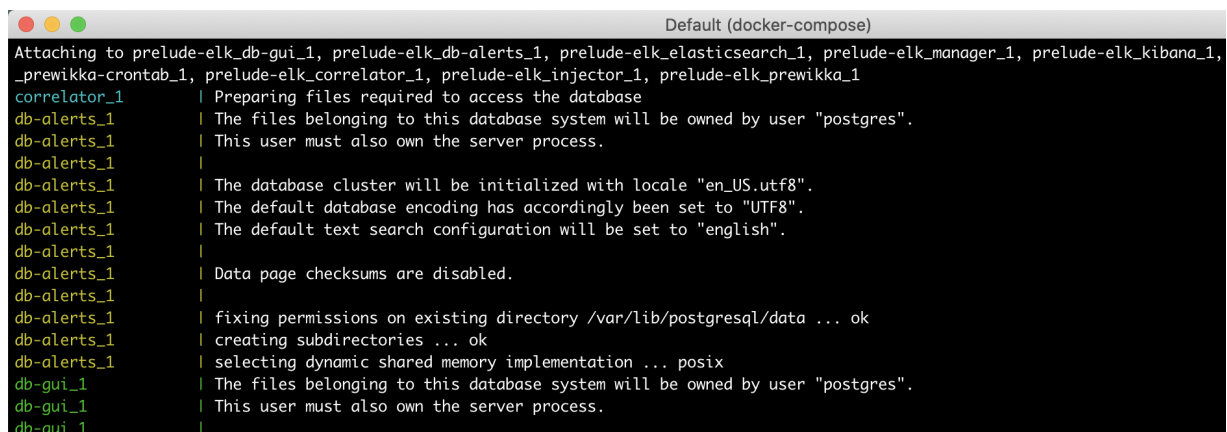 Default (docker-compose)
Attaching to prelude-elk_db-gui_1, prelude-elk_db-alerts_1, prelude-elk_elasticsearch_1, prelude-elk_manager_1, prelude-elk_kibana_1,
_prewikka-crontab_1, prelude-elk_correlator_1, prelude-elk_injector_1, prelude-elk_prewikka_1
correlator_1 | Preparing files required to access the database
db-alerts_1 | The files belonging to this database system will be owned by user "postgres".
db-alerts_1 | This user must also own the server process.
db-alerts_1 |
db-alerts_1 | The database cluster will be initialized with locale "en_US.utf8".
db-alerts_1 | The default database encoding has accordingly been set to "UTF8".
db-alerts_1 | The default text search configuration will be set to "english".
db-alerts_1 |
db-alerts_1 | Data page checksums are disabled.
db-alerts_1 |
db-alerts_1 | fixing permissions on existing directory /var/lib/postgresql/data ... ok
db-alerts_1 | creating subdirectories ... ok
db-alerts_1 | selecting dynamic shared memory implementation ... posix
db-gui_1 | The files belonging to this database system will be owned by user "postgres".
db-gui_1 | This user must also own the server process.
db-gui_1 |